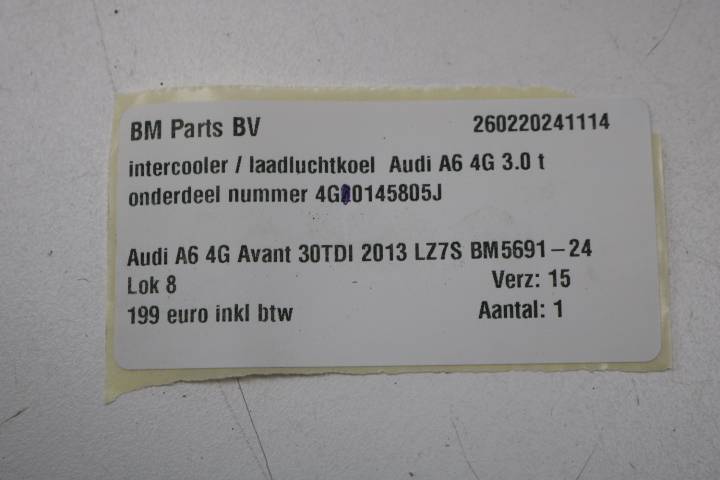 BM Parts BV 260220241114
intercooler / laadluchtkoel Audi A6 4G 3.0 t
onderdeel nummer 4G0145805J
Audi A6 4G Avant 30TDI 2013 LZ7S BM5691-24
Lok 8 Verz: 15
199 euro inkl btw Aantal: 1